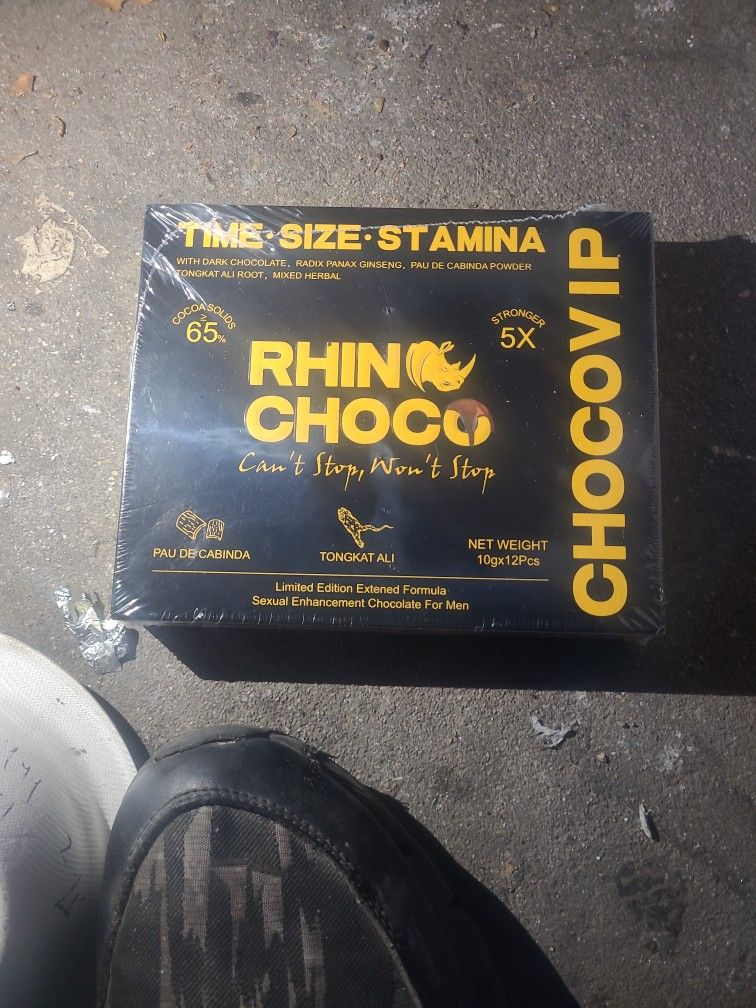 TIME·SIZE·STAMINA
WITH DARK CHOCOLATE, RADIX PANAX GINSENG, PAU DE CABINDA POWDER
TONGKAT ALI ROOT, MIXED HERBAL
COCOA SOLIDS
≥
65%
STRONGER
5X
RHINO
CHOCO
Can't Stop, Won't Stop
PAU DE CABINDA
TONGKAT ALI
NET WEIGHT
10gx12Pcs
Limited Edition Extened Formula
Sexual Enhancement Chocolate For Men
CHOCOVIP